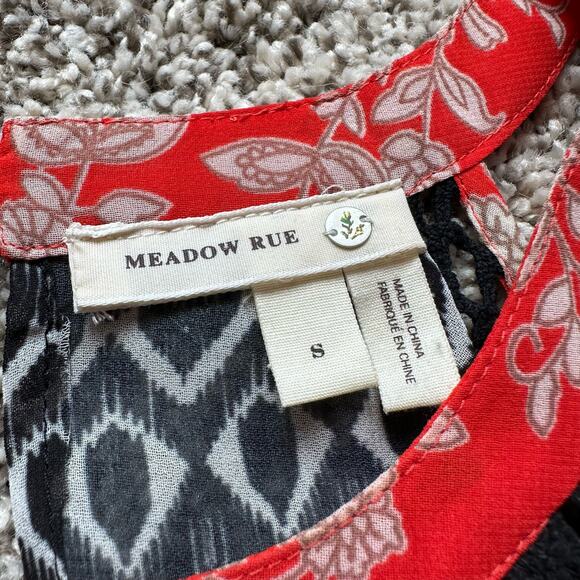 MEADOW RUE
S
MADE IN CHINA
FABRIQUÉ EN CHINE